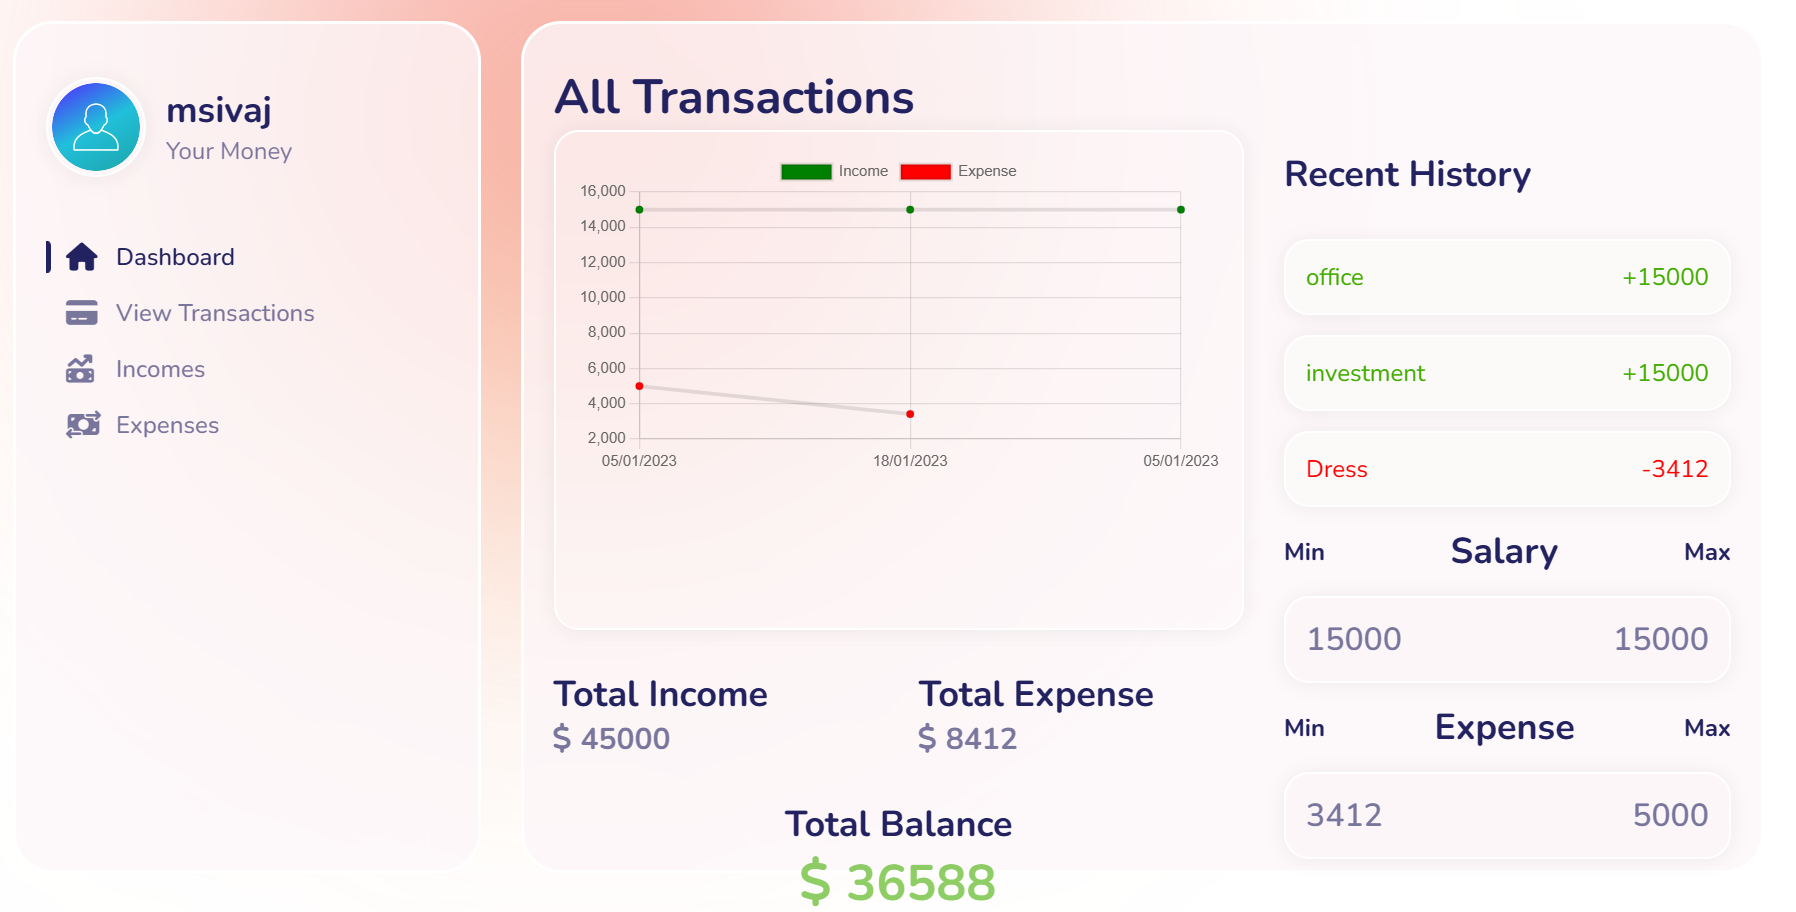 msivaj
Your Money
Dashboard
View Transactions
Incomes
Expenses
All Transactions
Income Expense
16,000
14,000
12,000
10,000
8,000
6,000
4,000
2,000
05/01/2023 18/01/2023 05/01/2023
Total Income
$ 45000
Total Expense
$ 8412
Total Balance
$ 36588
Recent History
office +15000
investment +15000
Dress -3412
Min Salary Max
15000 15000
Min Expense Max
3412 5000